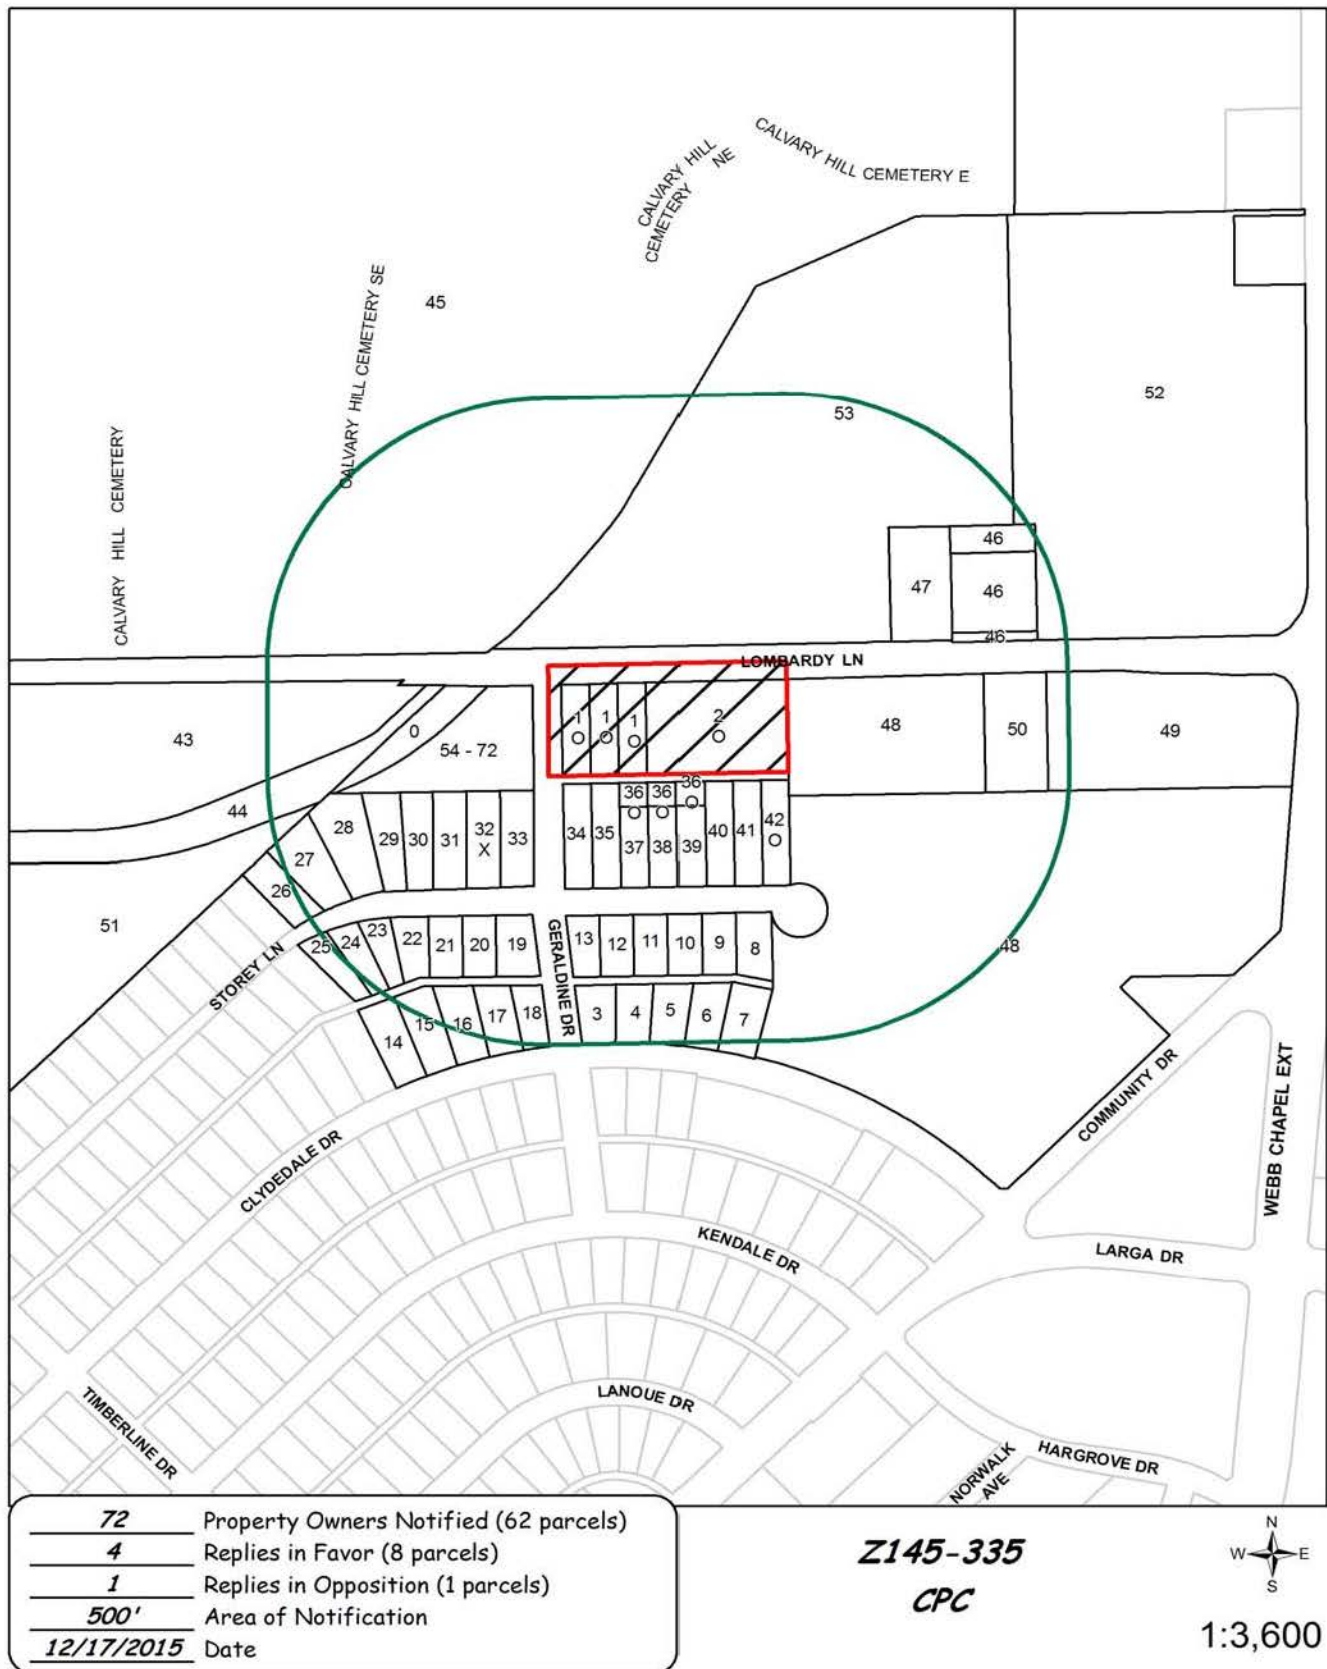 CALVARY HILL
CEMETERY NE
CALVARY HILL CEMETERY E
CALVARY HILL CEMETERY SE
45
CALVARY HILL CEMETERY
53
52
46
47
46
46
LOMBARDY LN
43
0
54 - 72
1
1
1
2
48
50
49
44
28
29
30
31
32
X
33
34
35
36
36
36
37
38
39
40
41
42
27
26
51
25
24
23
22
21
20
19
13
12
11
10
9
8
48
STOREY LN
GERALDINE DR
14
15
16
17
18
3
4
5
6
7
CLYDEDALE DR
COMMUNITY DR
WEBB CHAPEL EXT
KENDALE DR
LARGA DR
TIMBERLINE DR
LANOUE DR
NORWALK
AVE
HARGROVE DR
72 Property Owners Notified (62 parcels)
4 Replies in Favor (8 parcels)
1 Replies in Opposition (1 parcels)
500' Area of Notification
12/17/2015 Date
Z145-335
CPC
N
W E
S
1:3,600